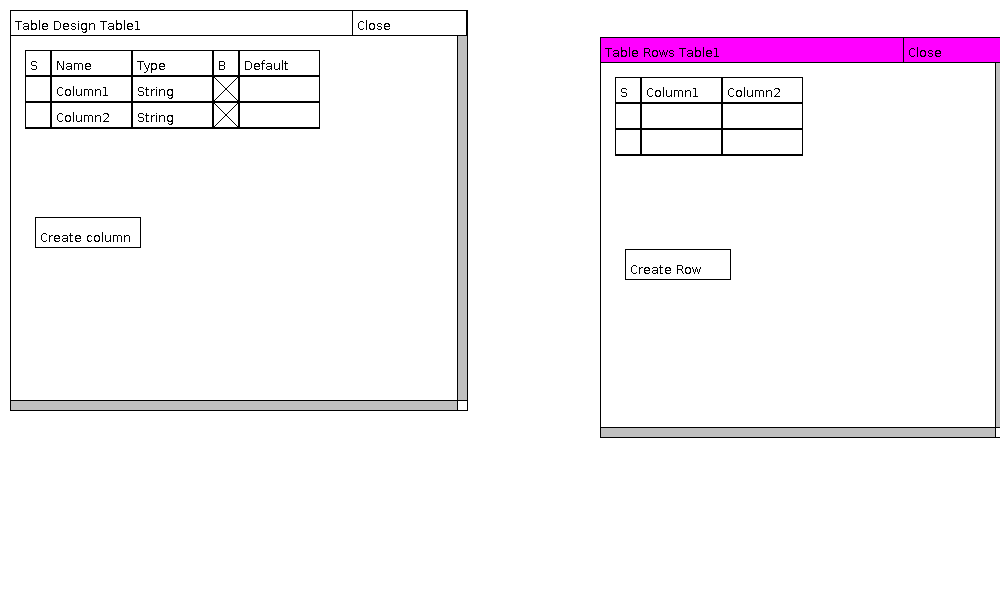 Table Design Table1 Close
S Name Type B Default
Column1 String
Column2 String
Create column
Table Rows Table1 Close
S Column1 Column2
Create Row